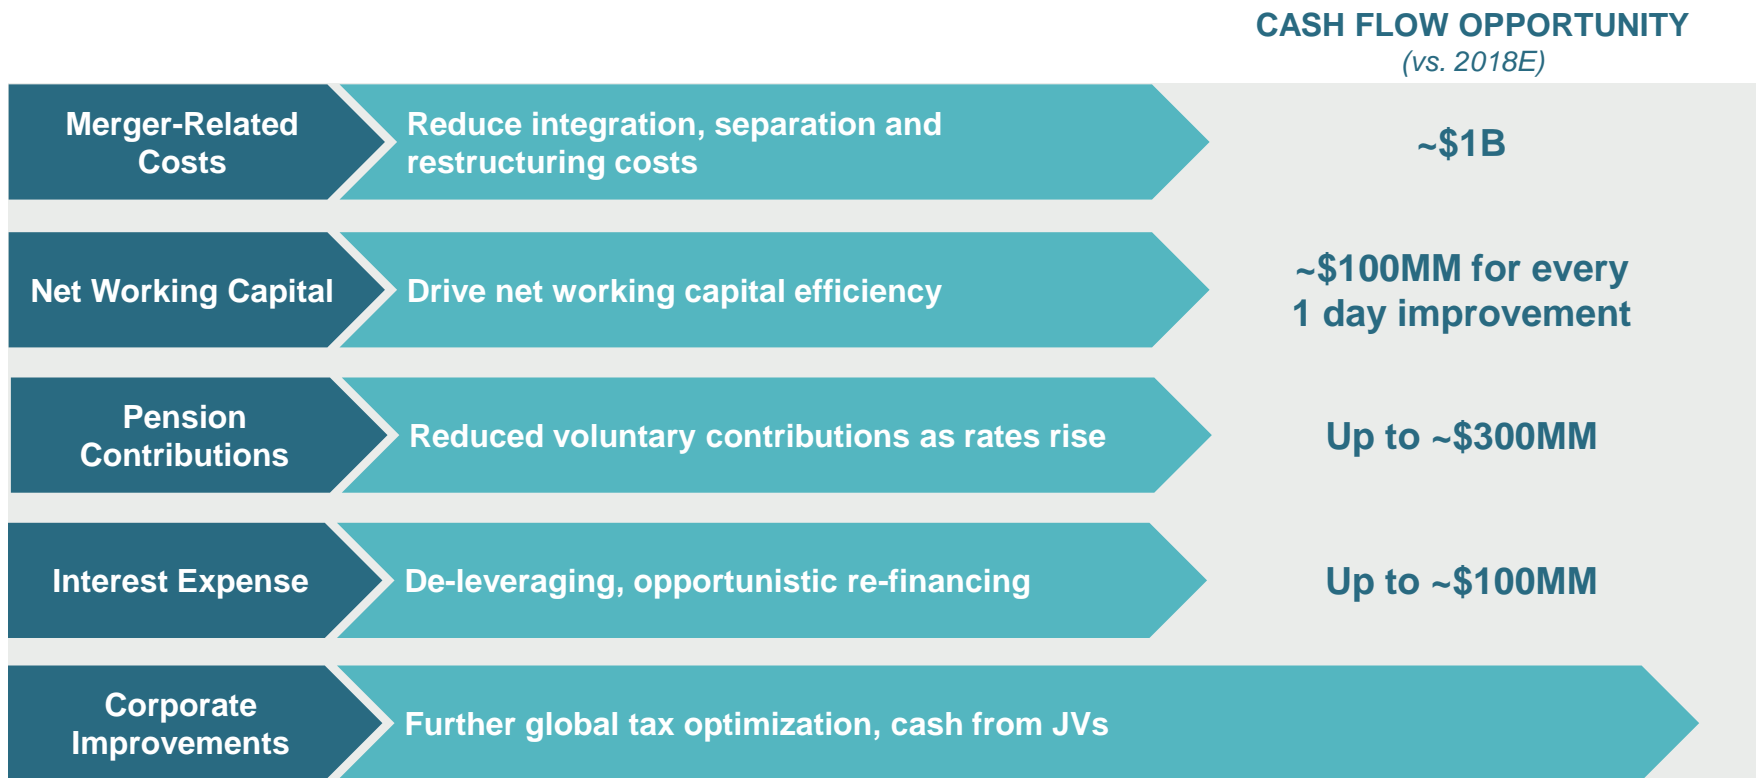 CASH FLOW OPPORTUNITY
(vs. 2018E)
Merger-Related
Costs
Reduce integration, separation and
restructuring costs
~$1B
Net Working Capital
Drive net working capital efficiency
~$100MM for every
1 day improvement
Pension
Contributions
Reduced voluntary contributions as rates rise
Up to ~$300MM
Interest Expense
De-leveraging, opportunistic re-financing
Up to ~$100MM
Corporate
Improvements
Further global tax optimization, cash from JVs